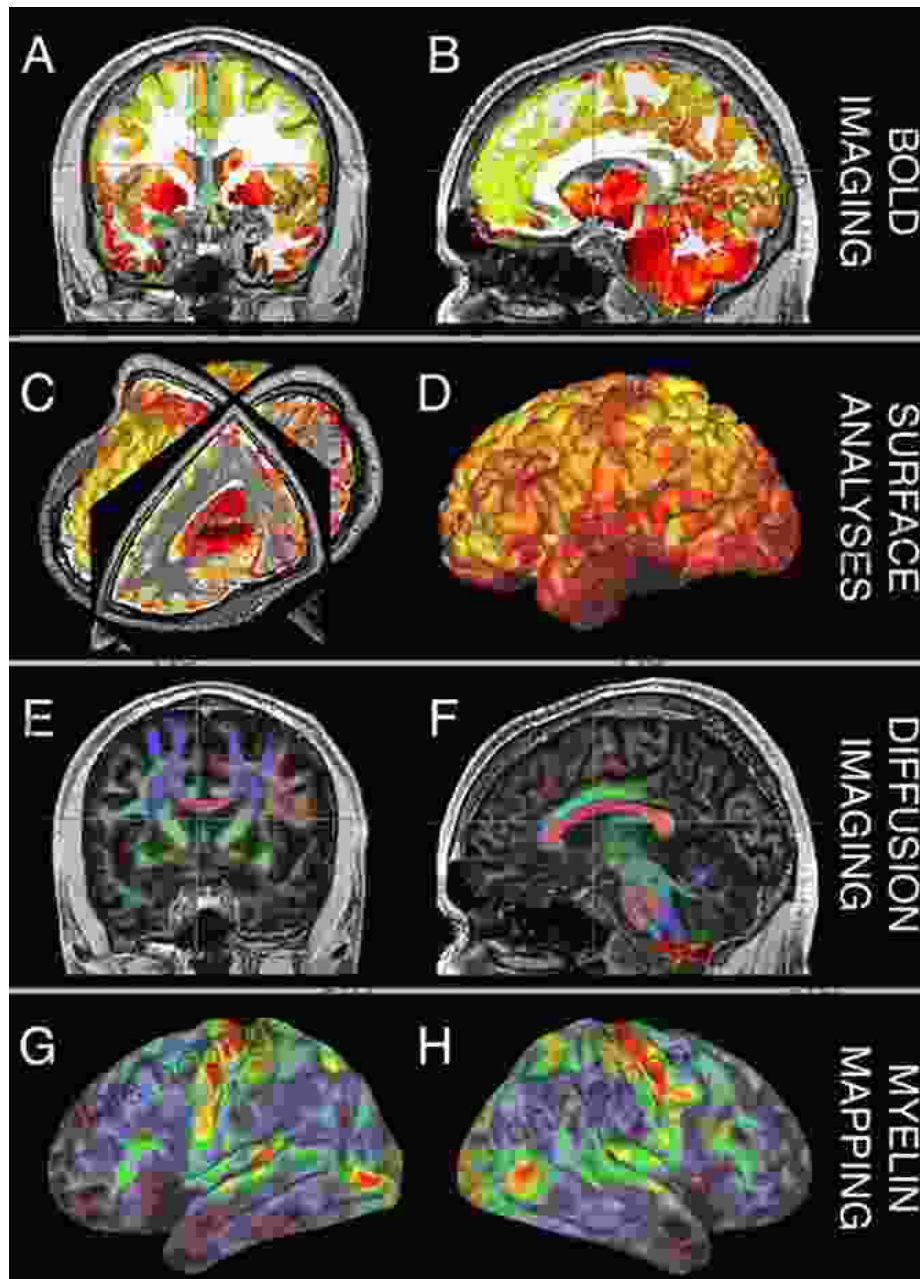 A
B
BOLD
IMAGING
C
D
SURFACE
ANALYSES
E
F
DIFFUSION
IMAGING
G
H
MYELIN
MAPPING